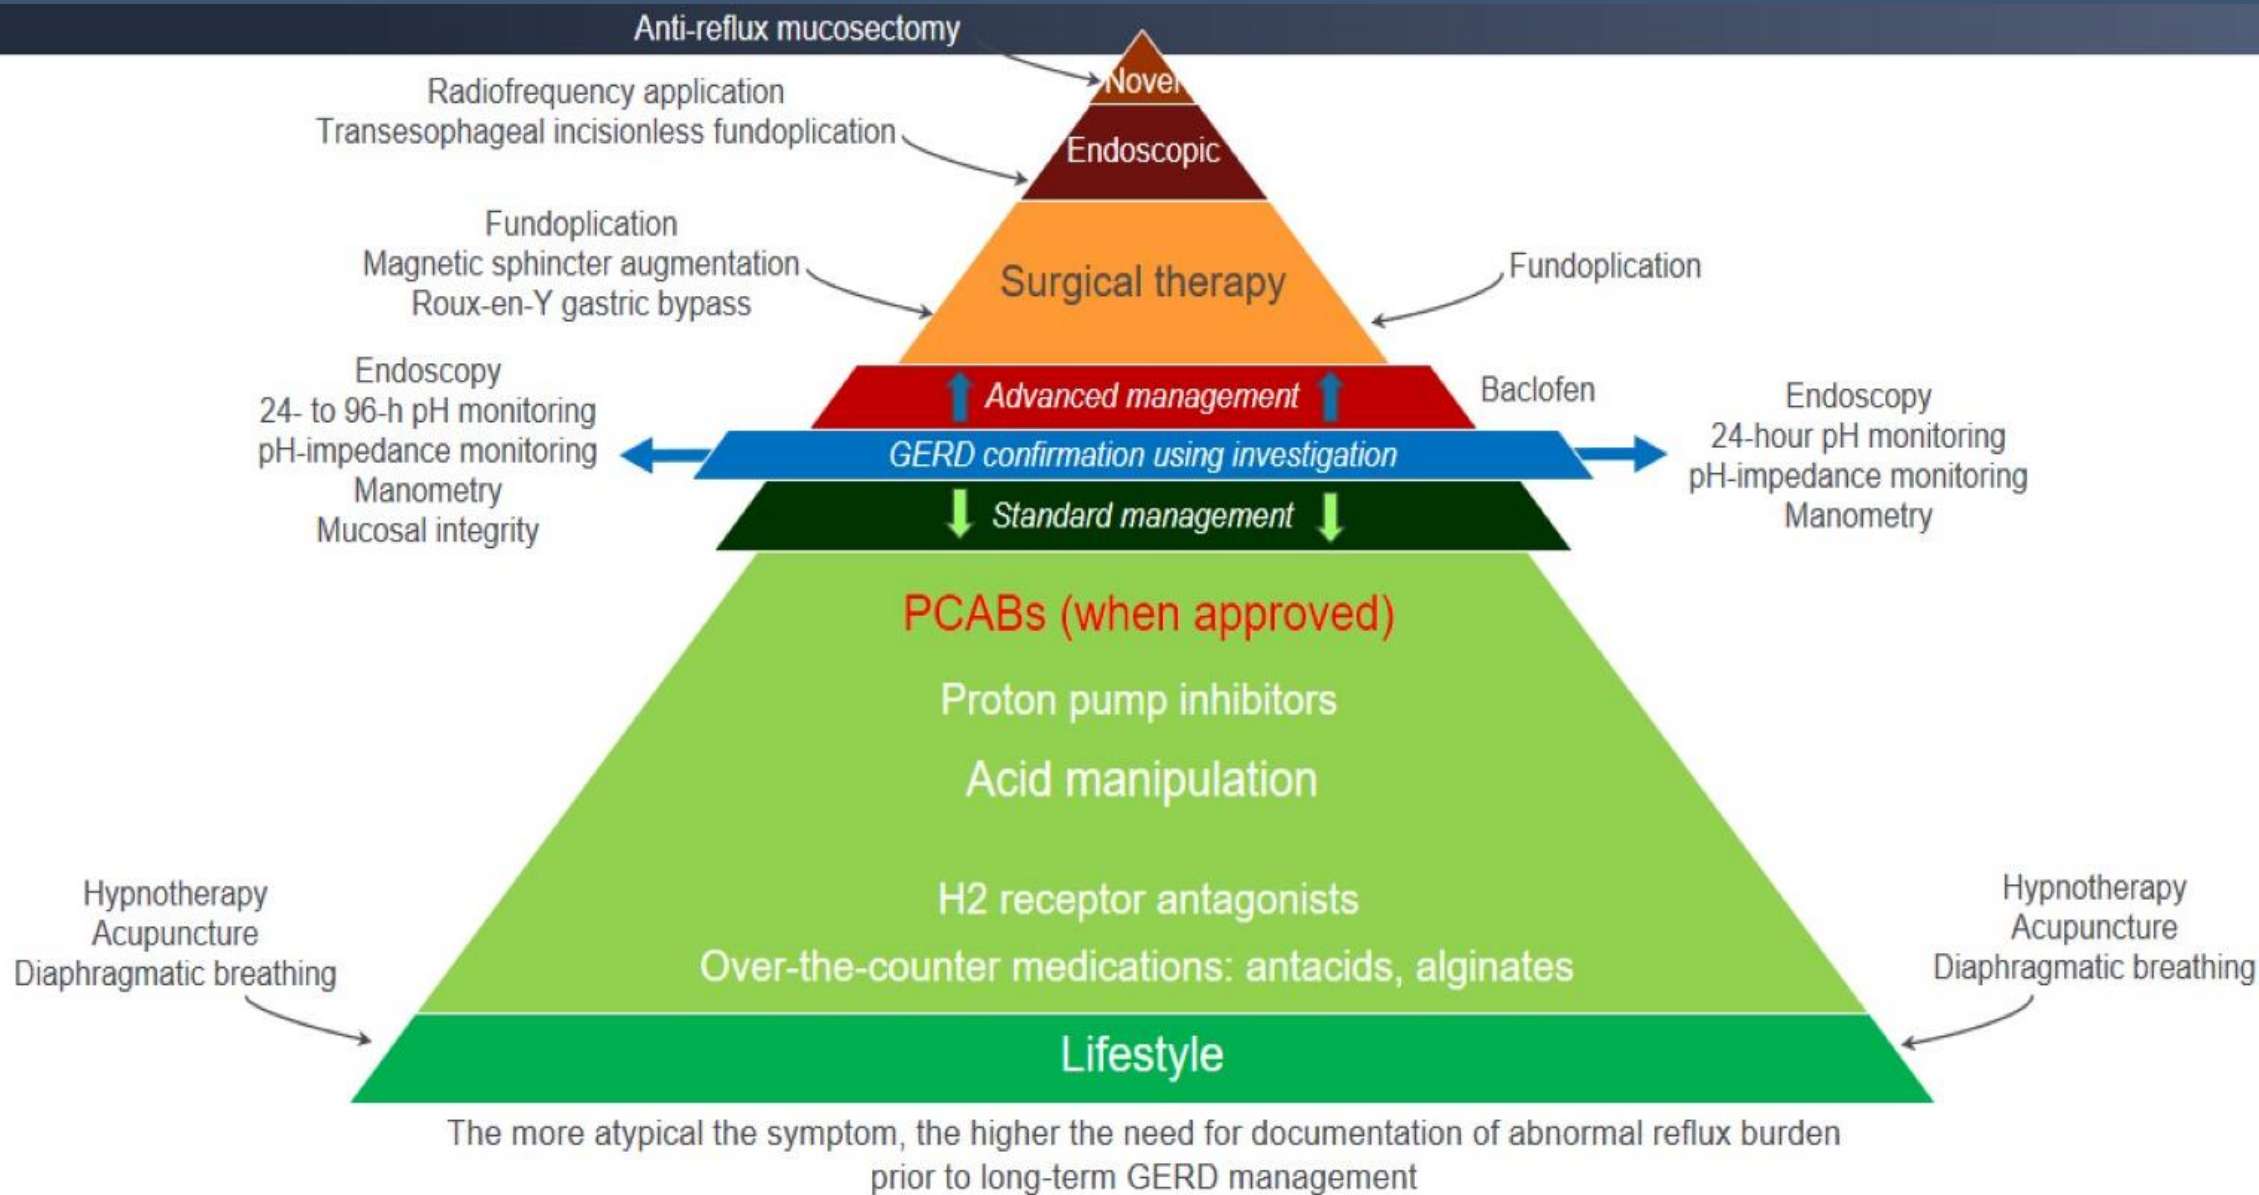 Anti-reflux mucosectomy
Novel
Radiofrequency application
Transesophageal incisionless fundoplication
Endoscopic
Fundoplication
Magnetic sphincter augmentation
Roux-en-Y gastric bypass
Surgical therapy
Fundoplication
Endoscopy
24- to 96-h pH monitoring
pH-impedance monitoring
Manometry
Mucosal integrity
Advanced management
Baclofen
GERD confirmation using investigation
Endoscopy
24-hour pH monitoring
pH-impedance monitoring
Manometry
Standard management
PCABs (when approved)
Proton pump inhibitors
Acid manipulation
H2 receptor antagonists
Over-the-counter medications: antacids, alginates
Hypnotherapy
Acupuncture
Diaphragmatic breathing
Hypnotherapy
Acupuncture
Diaphragmatic breathing
Lifestyle
The more atypical the symptom, the higher the need for documentation of abnormal reflux burden
prior to long-term GERD management